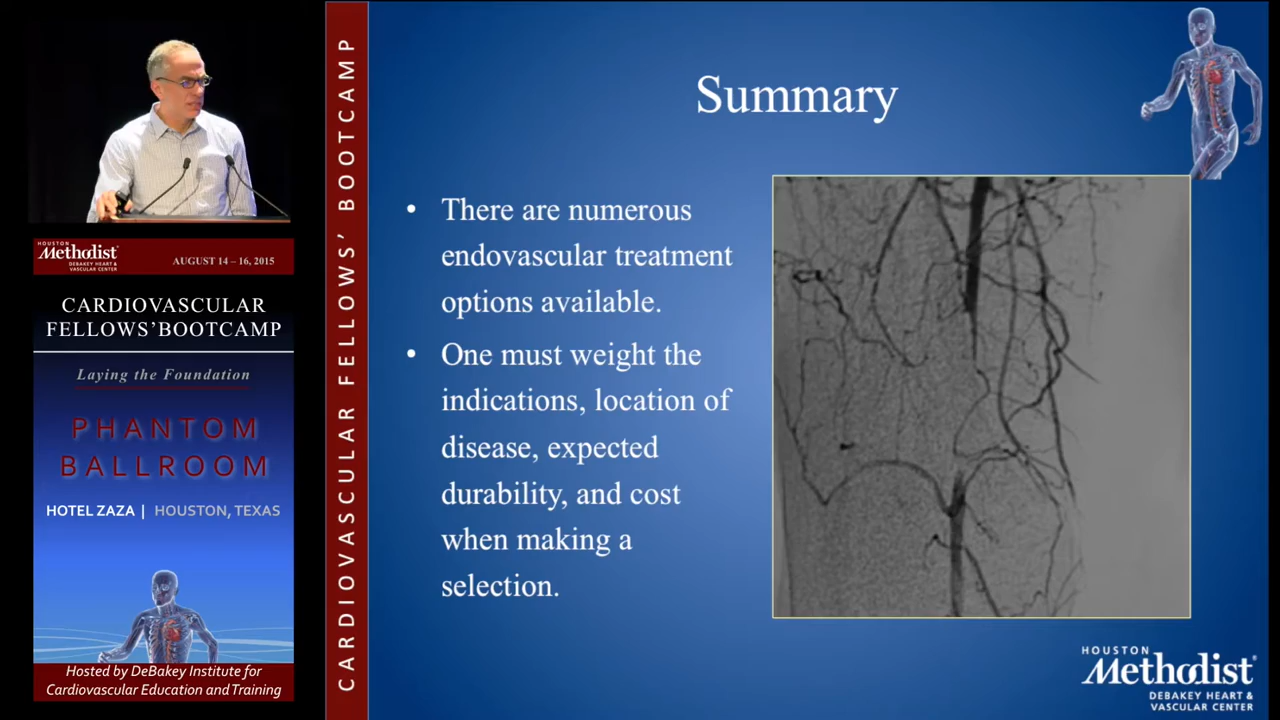 HOUSTON
Methodist
DEBAKEY HEART &
VASCULAR CENTER
AUGUST 14 – 16, 2015
CARDIOVASCULAR
FELLOWS’BOOTCAMP
Laying the Foundation
PHANTOM
BALLROOM
HOTEL ZAZA | HOUSTON, TEXAS
Hosted by DeBakey Institute for
Cardiovascular Education and Training
CARDIOVASCULAR FELLOWS’ BOOTCAMP
Summary
• There are numerous
endovascular treatment
options available.
• One must weight the
indications, location of
disease, expected
durability, and cost
when making a
selection.
HOUSTON
Methodist
DEBAKEY HEART &
VASCULAR CENTER